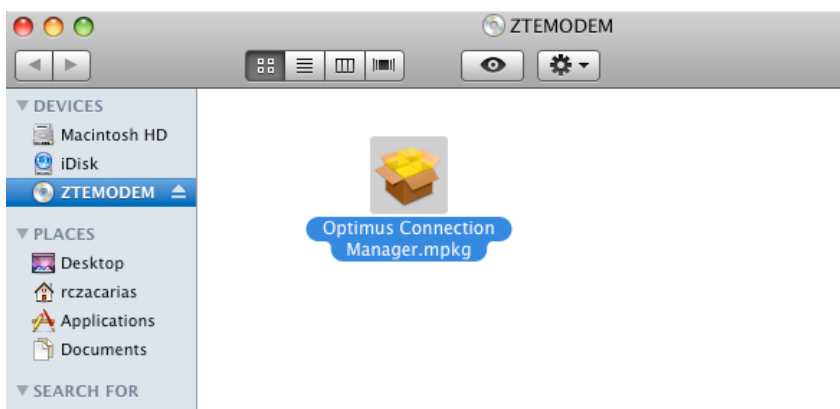 ZTEMODEM
DEVICES
Macintosh HD
iDisk
ZTEMODEM
PLACES
Desktop
rczacarias
Applications
Documents
SEARCH FOR
Optimus Connection
Manager.mpkg